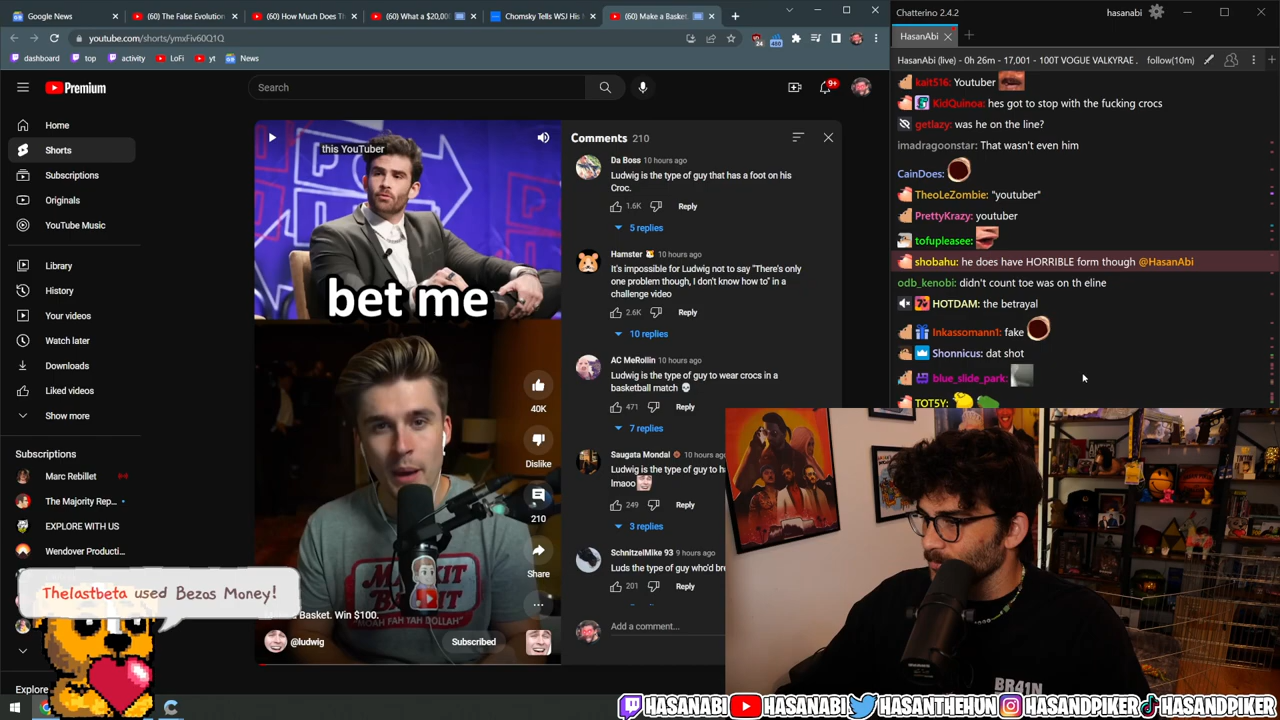 Google News
(60) The False Evolution
(60) How Much Does Th
(60) What a $20,000
Chomsky Tells WSJ His
(60) Make a Basket.
youtube.com/shorts/ymxFiv60Q1Q
24
480
dashboard
top
activity
LoFi
yt
News
Premium
Search
9+
Home
Shorts
Subscriptions
Originals
YouTube Music
Library
History
Your videos
Watch later
Downloads
Liked videos
Show more
Subscriptions
Marc Rebillet
The Majority Rep...
EXPLORE WITH US
Wendover Producti...
Explore
Thelastbeta used Bezos Money!
this YouTuber
bet me
40K
Dislike
210
Share
Basket. Win $100.
@ludwig
Subscribed
Comments 210
Da Boss 10 hours ago
Ludwig is the type of guy that has a foot on his
Croc.
1.6K
Reply
5 replies
Hamster 10 hours ago
It's impossible for Ludwig not to say "There's only
one problem though, I don't know how to" in a
challenge video
2.6K
Reply
10 replies
AC MeRollin 10 hours ago
Ludwig is the type of guy to wear crocs in a
basketball match
471
Reply
7 replies
Saugata Mondal 10 hours
Ludwig is the type of guy to
lmaoo
249
Reply
3 replies
SchnitzelMike 93 9 hours ago
Luds the type of guy who'd
201
Reply
Add a comment...
Chatterino 2.4.2
hasanabi
HasanAbi
HasanAbi (live) - 0h 26m - 17,001 - 100T VOGUE VALKYRAE .
follow(10m)
kait516: Youtuber
KidQuinoa: hes got to stop with the fucking crocs
getlazy: was he on the line?
imadragoonstar: That wasn't even him
CainDoes:
TheoLeZombie: "youtuber"
PrettyKrazy: youtuber
tofupleasee:
shobahu: he does have HORRIBLE form though @HasanAbi
odb_kenobi: didn't count toe was on th eline
HOTDAM: the betrayal
Inkassomann1: fake
Shonnicus: dat shot
blue_slide_park:
TOT5Y:
BR41N
HASANABI
HASANABI
HASANTHEHUN
HASANDPIKER
HASANDPIKER